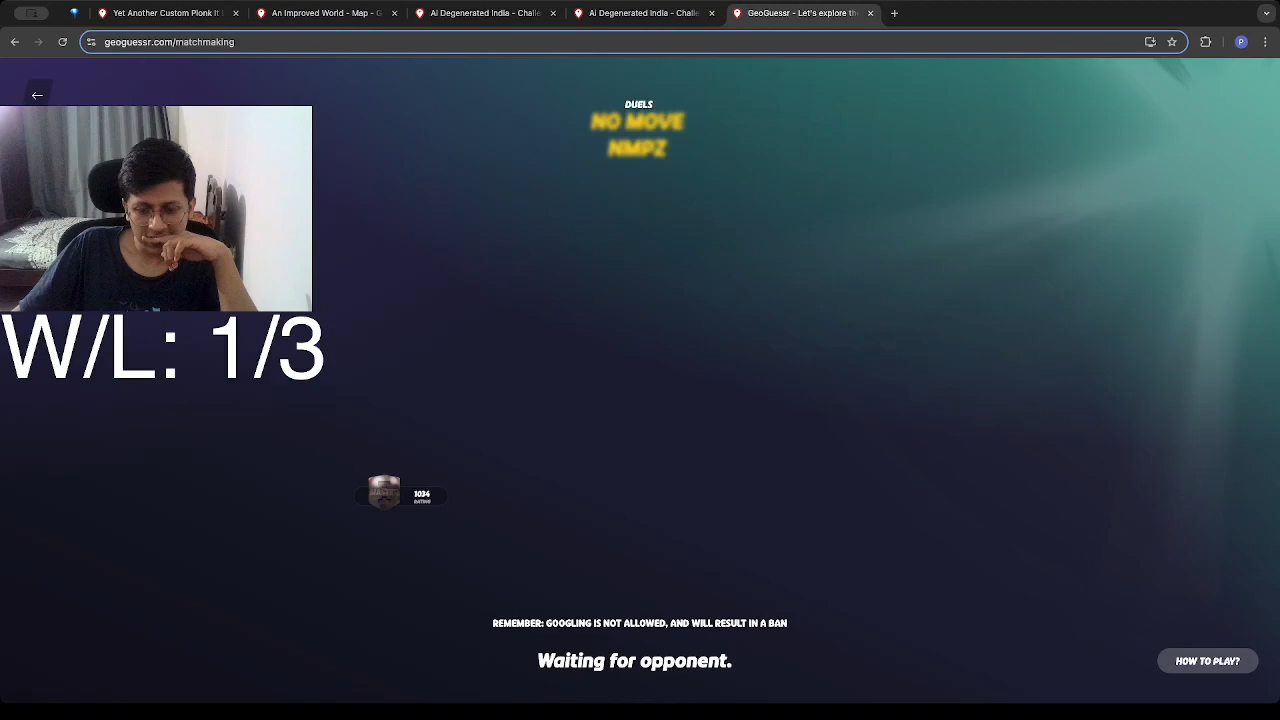 Yet Another Custom Plonk It
An Improved World - Map - G
Ai Degenerated India - Challe
Ai Degenerated India - Challe
GeoGuessr - Let's explore the
geoguessr.com/matchmaking
P
DUELS
NO MOVE
NMPZ
W/L: 1/3
1034
RATING
REMEMBER: GOOGLING IS NOT ALLOWED, AND WILL RESULT IN A BAN
Waiting for opponent.
HOW TO PLAY?